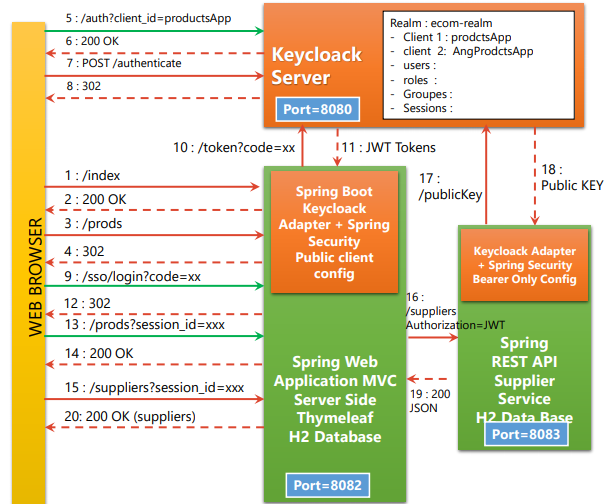 WEB BROWSER
5 : /auth?client_id=productsApp
6 : 200 OK
7 : POST /authenticate
8 : 302
Keycloack
Server
Port=8080
Realm : ecom-realm
- Client 1 : prodctsApp
- client 2: AngProdctsApp
- users :
- roles :
- Groupes :
- Sessions :
10 : /token?code=xx
11 : JWT Tokens
17 :
/publicKey
18 :
Public KEY
1 : /index
2 : 200 OK
3 : /prods
4 : 302
9 : /sso/login?code=xx
12 : 302
13 : /prods?session_id=xxx
14 : 200 OK
15 : /suppliers?session_id=xxx
20: 200 OK (suppliers)
Spring Boot
Keycloack
Adapter + Spring
Security
Public client
config
Spring Web
Application MVC
Server Side
Thymeleaf
H2 Database
Port=8082
16 :
/suppliers
Authorization=JWT
19 : 200
JSON
Keycloack Adapter
+ Spring Security
Bearer Only Config
Spring
REST API
Supplier
Service
H2 Data Base
Port=8083